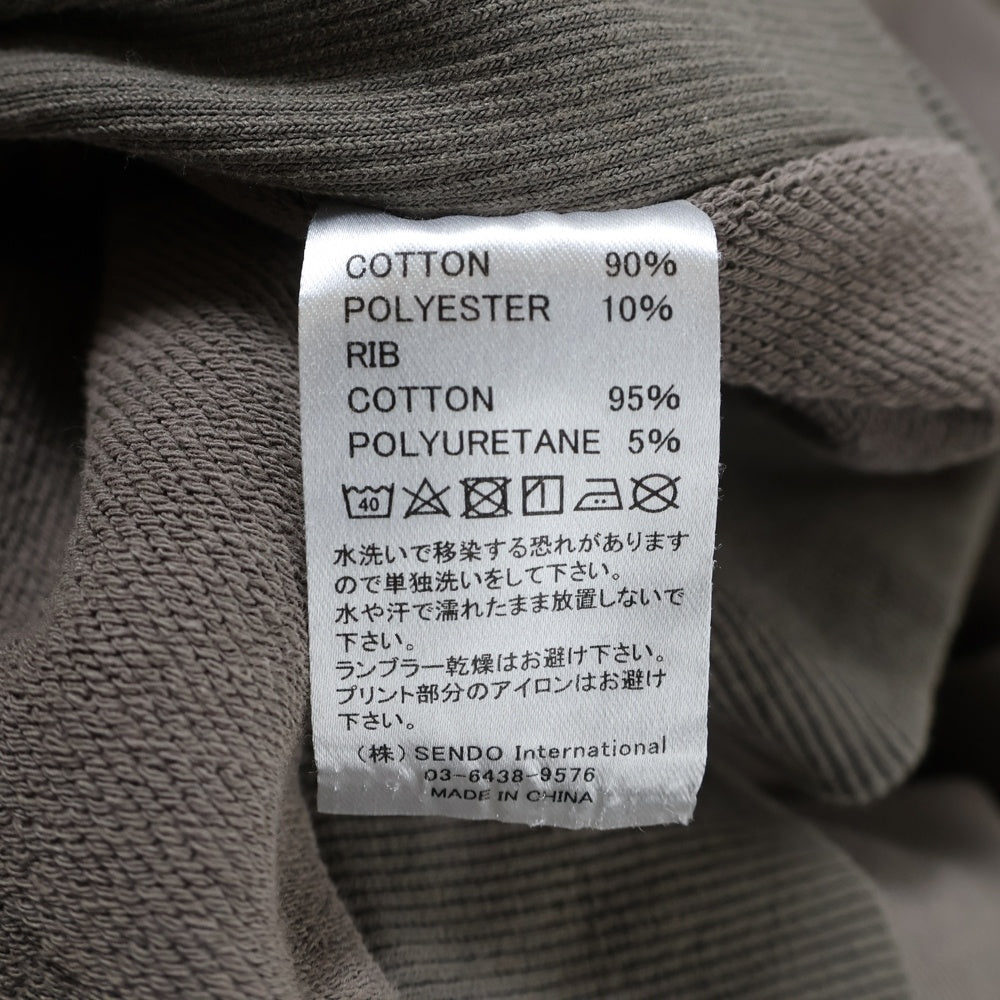 COTTON 90%
POLYESTER 10%
RIB
COTTON 95%
POLYURETANE 5%
40
水洗いで移染する恐れがあります
ので単独洗いをして下さい。
水や汗で濡れたまま放置しないで
下さい。
ランブラー乾燥はお避け下さい。
プリント部分のアイロンはお避け
下さい。
(株) SENDO International
03-6438-9576
MADE IN CHINA